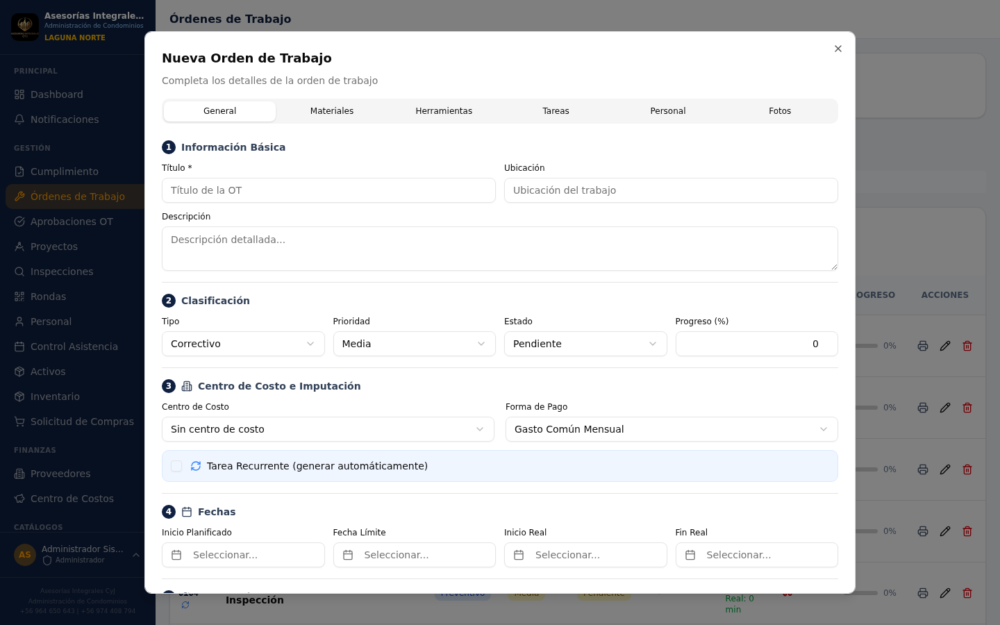 Asesorías Integrale...
Administración de Condominios
LAGUNA NORTE
PRINCIPAL
Dashboard
Notificaciones
GESTIÓN
Cumplimiento
Órdenes de Trabajo
Aprobaciones OT
Proyectos
Inspecciones
Rondas
Personal
Control Asistencia
Activos
Inventario
Solicitud de Compras
FINANZAS
Proveedores
Centro de Costos
CATÁLOGOS
AS
Administrador Sis...
Administrador
Asesorías Integrales CyJ
Administración de Condominios
+56 964 650 643 | +56 974 408 794
Órdenes de Trabajo
Nueva Orden de Trabajo
Completa los detalles de la orden de trabajo
General Materiales Herramientas Tareas Personal Fotos
1 Información Básica
Título * Ubicación
Título de la OT Ubicación del trabajo
Descripción
Descripción detallada...
2 Clasificación
Tipo Prioridad Estado Progreso (%)
Correctivo Media Pendiente 0
3 Centro de Costo e Imputación
Centro de Costo Forma de Pago
Sin centro de costo Gasto Común Mensual
Tarea Recurrente (generar automáticamente)
4 Fechas
Inicio Planificado Fecha Límite Inicio Real Fin Real
Seleccionar... Seleccionar... Seleccionar... Seleccionar...
OGRESO ACCIONES
0%
0%
0%
0%
0%
Inspección
Preventivo Media Pendiente
Real: 0
min